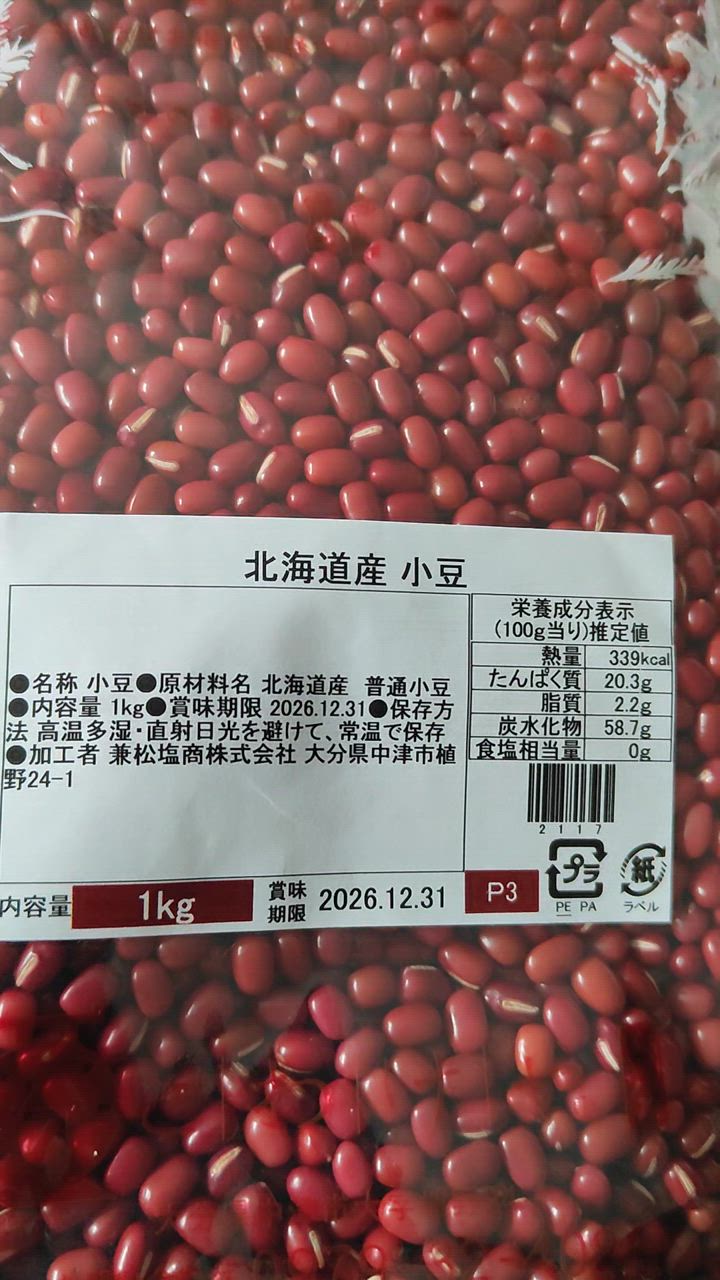 北海道産 小豆
●名称 小豆●原材料名 北海道産 普通小豆
●内容量 1kg●賞味期限 2026.12.31●保存方
法 高温多湿・直射日光を避けて、常温で保存
●加工者 兼松塩商株式会社 大分県中津市植
野24-1
栄養成分表示
(100g当り)推定値
熱量 339kcal
たんぱく質 20.3g
脂質 2.2g
炭水化物 58.7g
食塩相当量 0g
2117
プラ
PE PA
紙
ラベル
内容量 1kg
賞味
期限 2026.12.31
P3